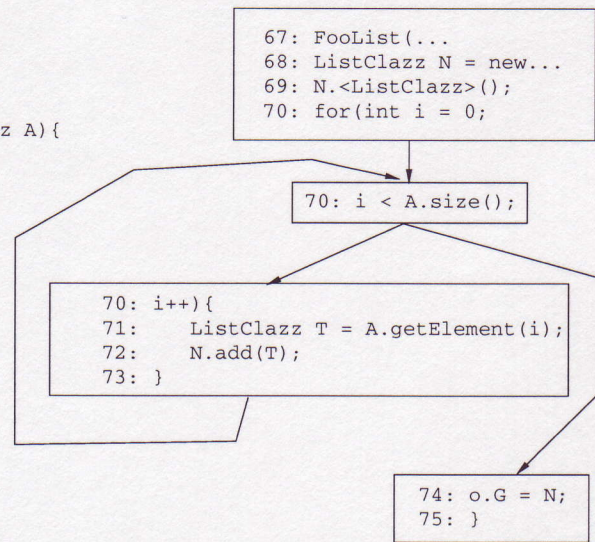 67: FooList(...
68: ListClazz N = new...
69: N.<ListClazz>();
70: for(int i = 0;
z A){
70: i < A.size();
70: i++){
71: ListClazz T = A.getElement(i);
72: N.add(T);
73: }
74: o.G = N;
75: }